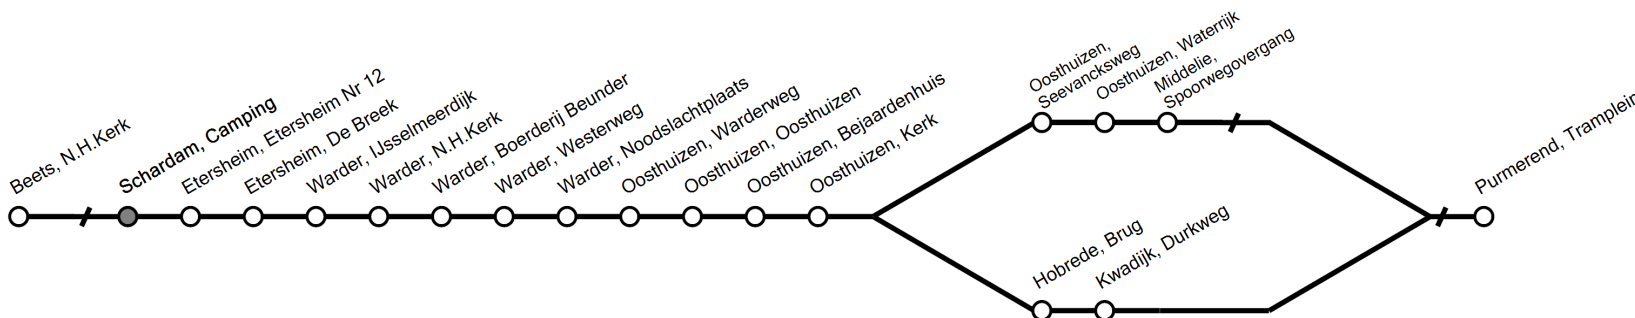 Beets, N.H.Kerk
Schardam, Camping
Etersheim, Etersheim Nr 12
Etersheim, De Breek
Warder, IJsselmeerdijk
Warder, N.H.Kerk
Warder, Boerderij Beunder
Warder, Westerweg
Warder, Noodslachtplaats
Oosthuizen, Warderweg
Oosthuizen, Oosthuizen
Oosthuizen, Bejaardenhuis
Oosthuizen, Kerk
Oosthuizen,
Seevancksweg
Oosthuizen, Waterrijk
Middelie,
Spoorwegovergang
Hobrede, Brug
Kwadijk, Durkweg
Purmerend, Tramplein